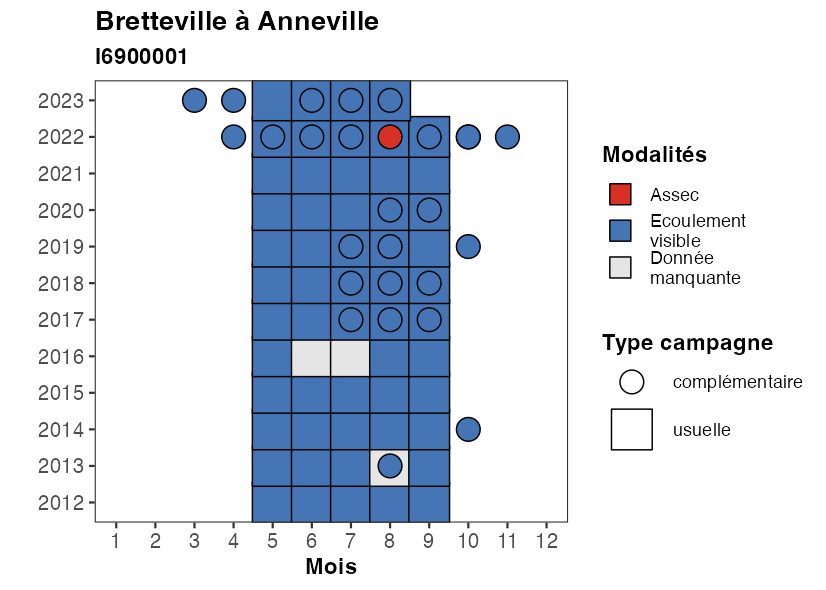 Bretteville à Anneville
I6900001
2023
2022
2021
2020
2019
2018
2017
2016
2015
2014
2013
2012
1 2 3 4 5 6 7 8 9 10 11 12
Mois
Modalités
Assec
Ecoulement
visible
Donnée
manquante
Type campagne
complémentaire
usuelle